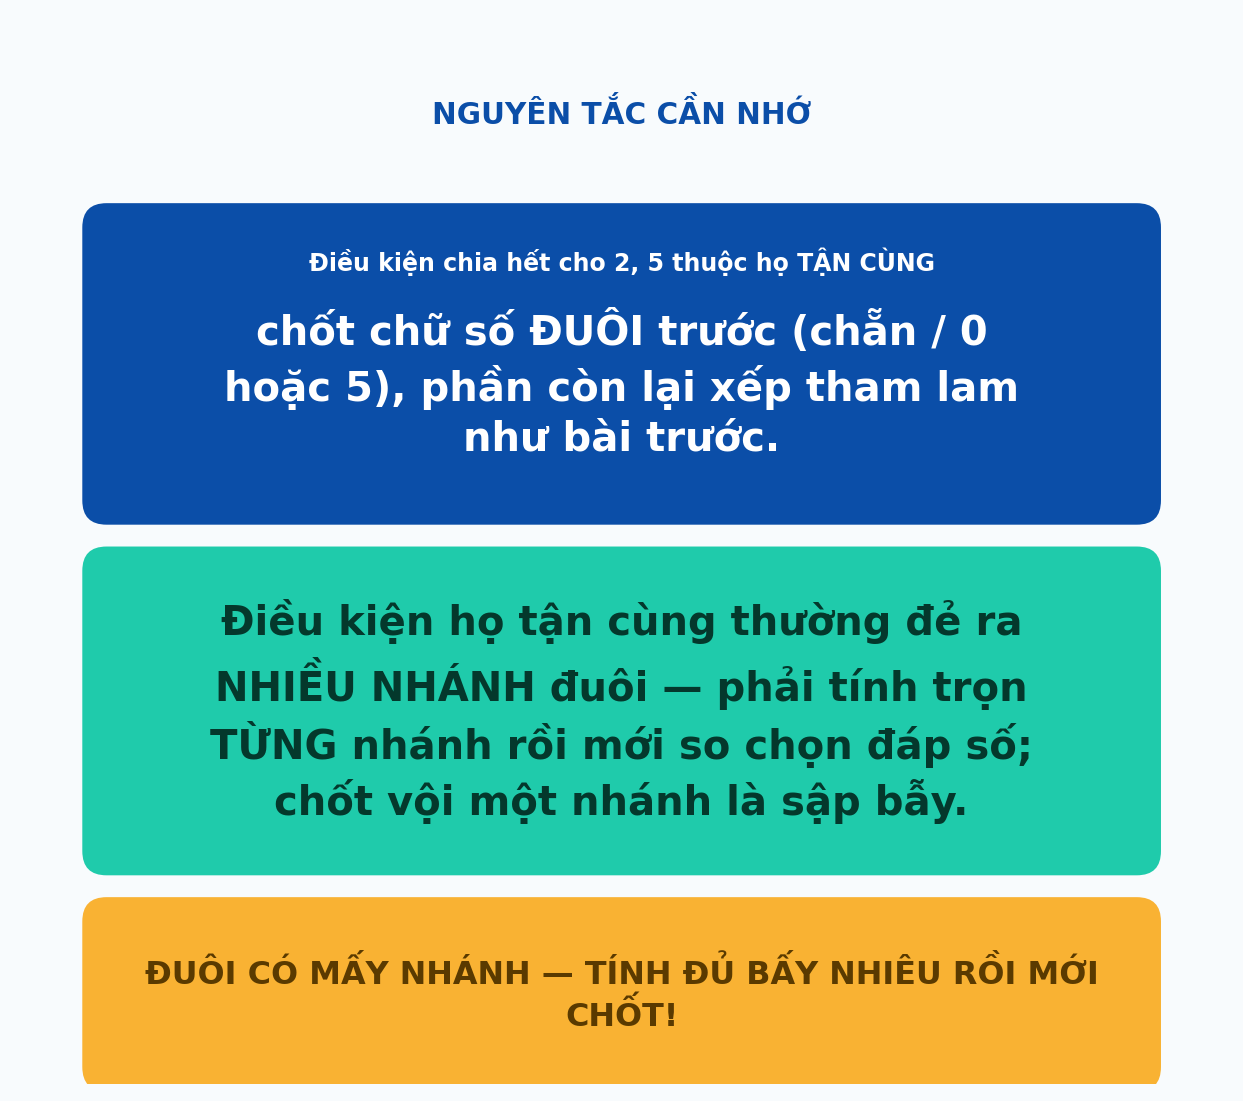 NGUYÊN TẮC CẦN NHỚ
Điều kiện chia hết cho 2, 5 thuộc họ TẬN CÙNG
chốt chữ số ĐUÔI trước (chẵn / 0
hoặc 5), phần còn lại xếp tham lam
như bài trước.
Điều kiện họ tận cùng thường đẻ ra
NHIỀU NHÁNH đuôi — phải tính trọn
TỪNG nhánh rồi mới so chọn đáp số;
chốt vội một nhánh là sập bẫy.
ĐUÔI CÓ MẤY NHÁNH — TÍNH ĐỦ BẤY NHIÊU RỒI MỚI
CHỐT!